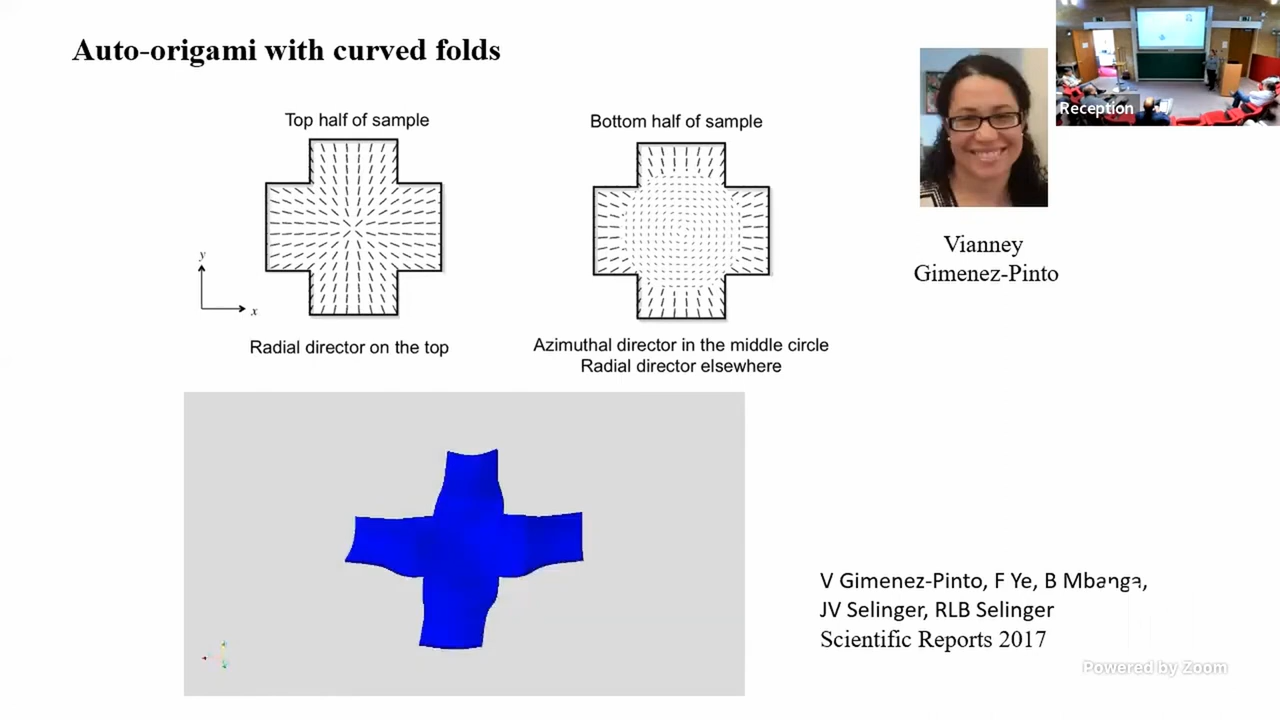 Auto-origami with curved folds
Reception
Top half of sample
Bottom half of sample
y
x
Radial director on the top
Azimuthal director in the middle circle
Radial director elsewhere
Vianney
Gimenez-Pinto
V Gimenez-Pinto, F Ye, B Mbanga,
JV Selinger, RLB Selinger
Scientific Reports 2017
Powered by Zoom